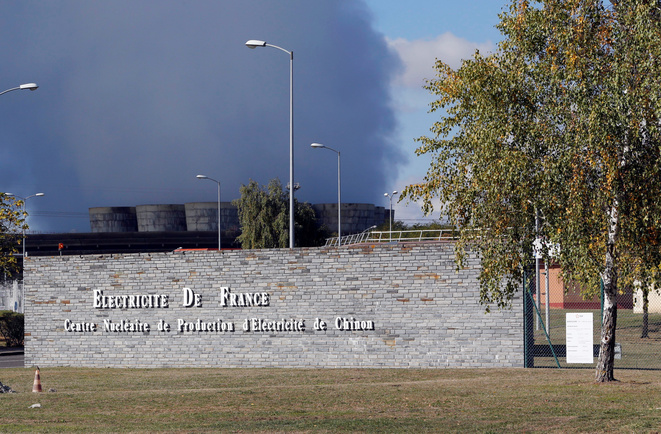 Electricite De France
Centre Nucléaire de Production d'Electricité de Chinon